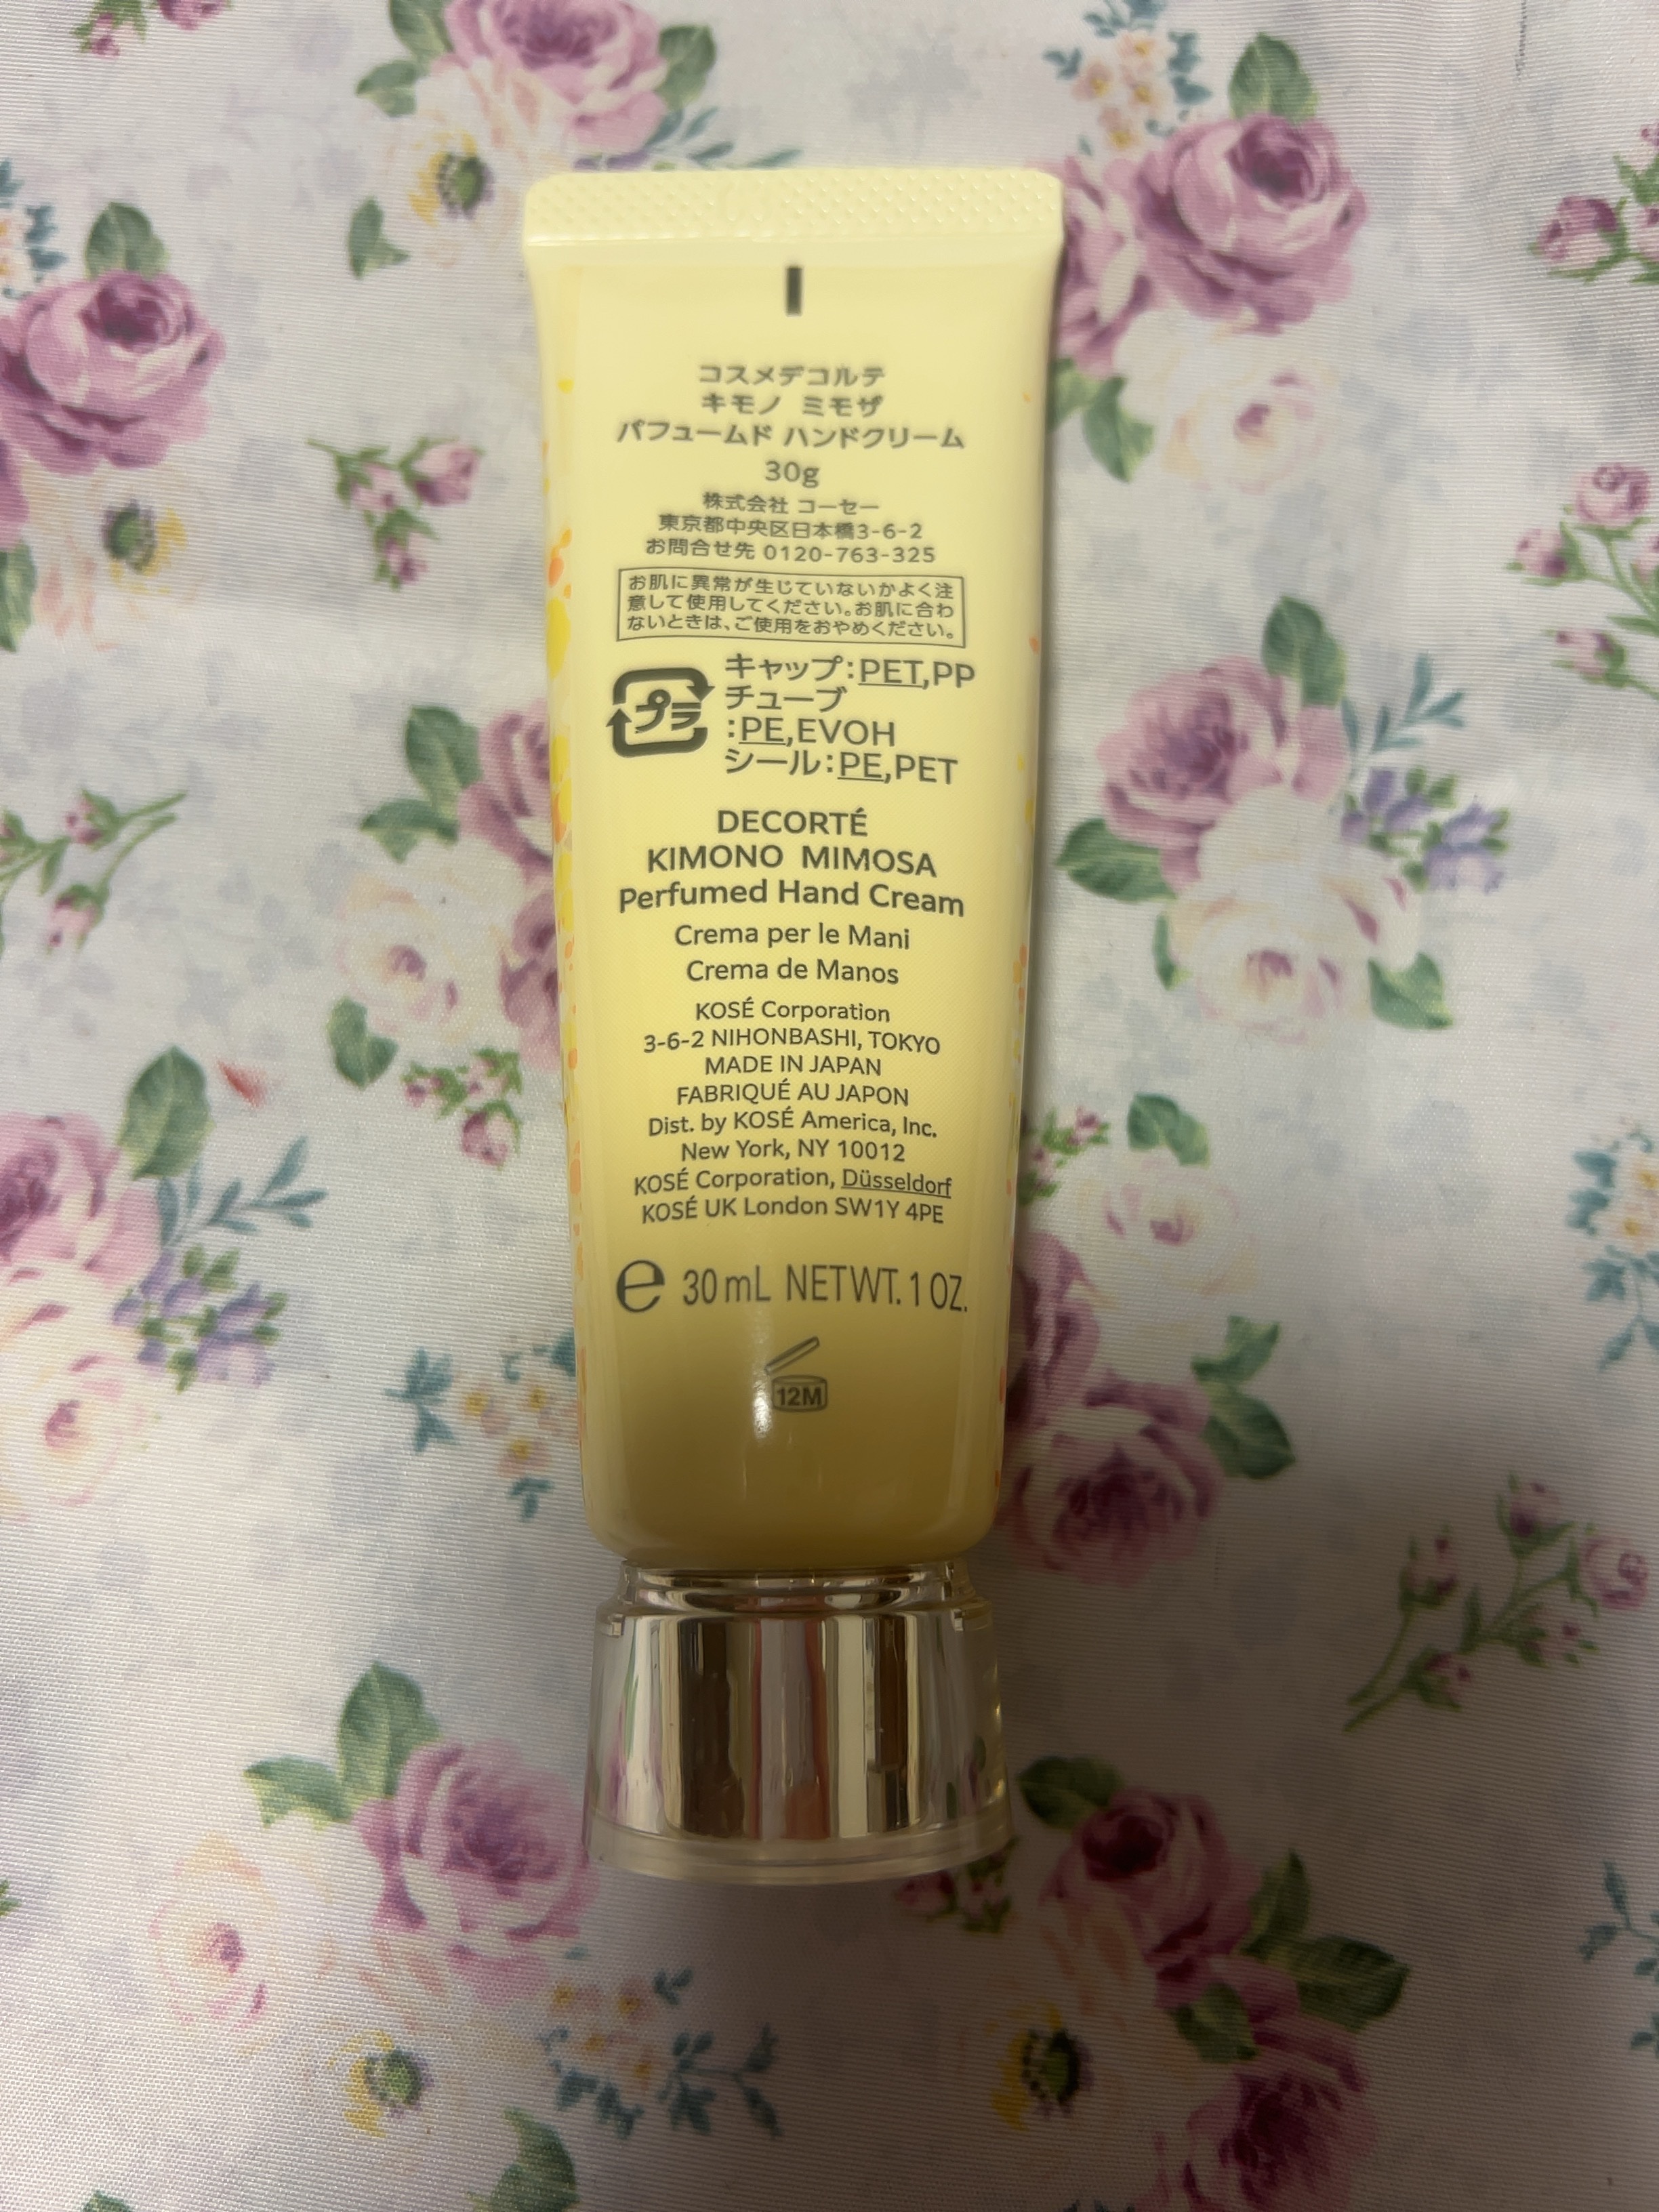 コスメデコルテ
キモノ ミモザ
パフュームド ハンドクリーム
30g
株式会社 コーセー
東京都中央区日本橋3-6-2
お問合せ先 0120-763-325
お肌に異常が生じていないかよく注
意して使用してください。お肌に合わ
ないときは、ご使用をおやめください。
プラ
キャップ:PET,PP
チューブ
:PE,EVOH
シール:PE,PET
DECORTÉ
KIMONO MIMOSA
Perfumed Hand Cream
Crema per le Mani
Crema de Manos
KOSÉ Corporation
3-6-2 NIHONBASHI, TOKYO
MADE IN JAPAN
FABRIQUÉ AU JAPON
Dist. by KOSÉ America, Inc.
New York, NY 10012
KOSÉ Corporation, Düsseldorf
KOSÉ UK London SW1Y 4PE
℮ 30 mL NETWT. 1 OZ.
12M